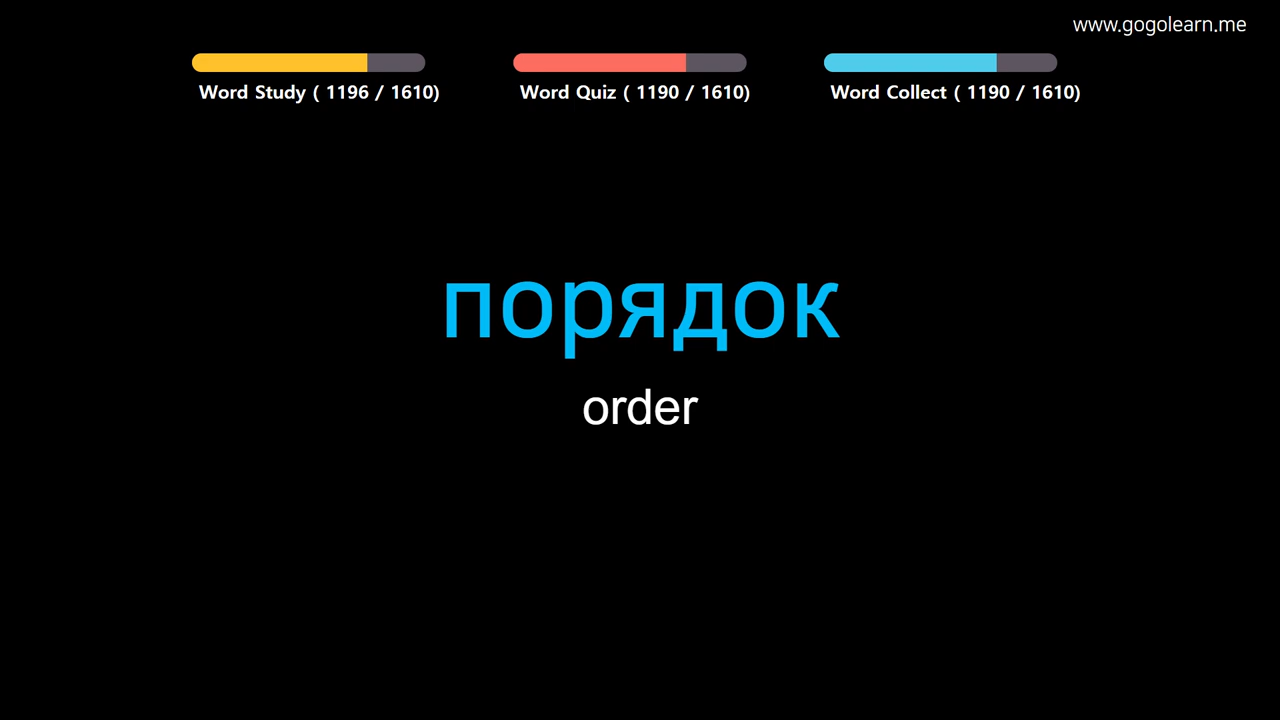 www.gogolearn.me
Word Study ( 1196 / 1610)
Word Quiz ( 1190 / 1610)
Word Collect ( 1190 / 1610)
порядок
order